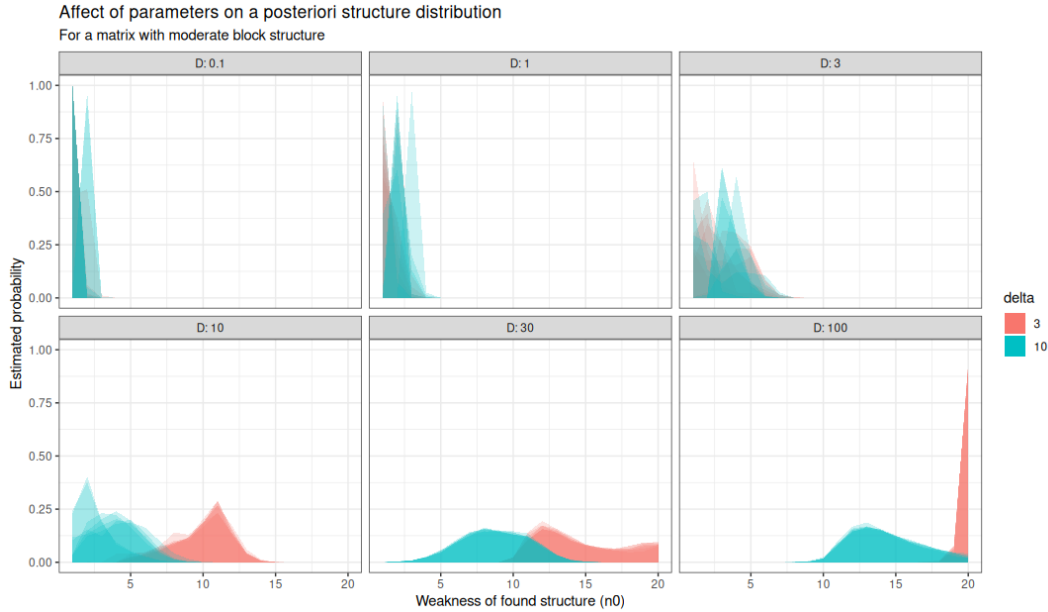 Affect of parameters on a posteriori structure distribution
For a matrix with moderate block structure
D: 0.1
D: 1
D: 3
1.00
0.75
0.50
0.25
0.00
D: 10
D: 30
D: 100
1.00
0.75
0.50
0.25
0.00
5 10 15 20
5 10 15 20
5 10 15 20
Estimated probability
Weakness of found structure (n0)
delta
3
10